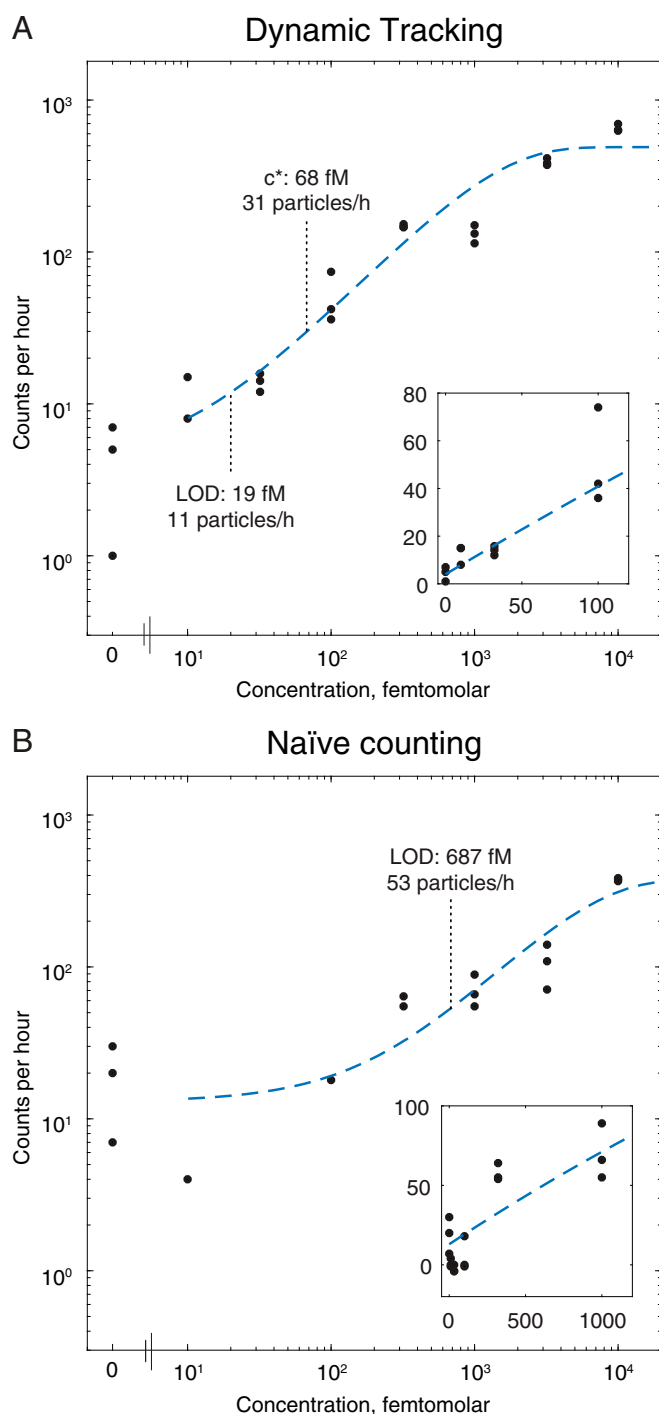 A
Dynamic Tracking
10³
c*: 68 fM
31 particles/h
10²
Counts per hour
10¹
LOD: 19 fM
11 particles/h
10⁰
80
60
40
20
0
0 50 100
0 10¹ 10² 10³ 10⁴
Concentration, femtomolar
B
Naïve counting
10³
LOD: 687 fM
53 particles/h
10²
Counts per hour
10¹
10⁰
100
50
0
0 500 1000
0 10¹ 10² 10³ 10⁴
Concentration, femtomolar